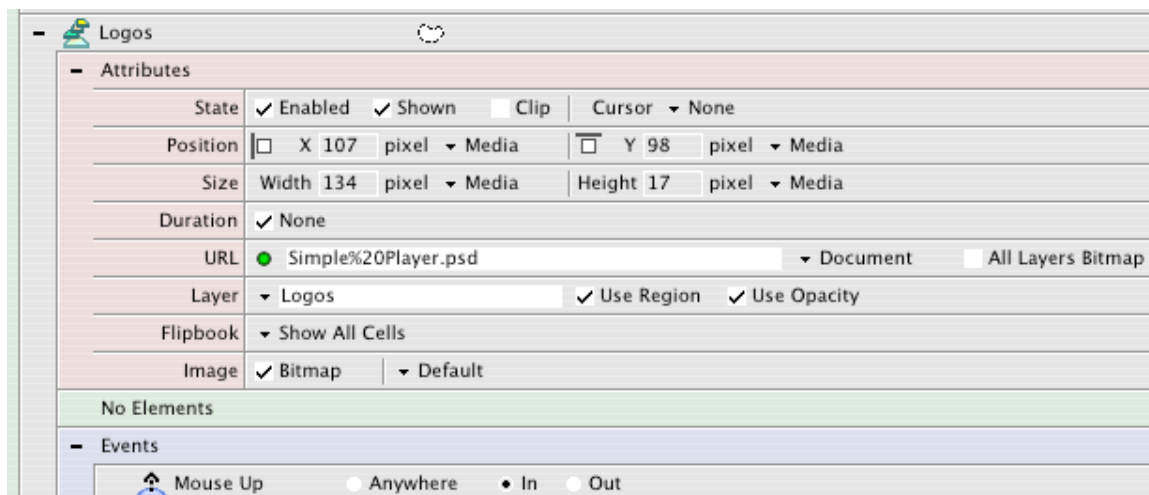 Logos
Attributes
State Enabled Shown Clip Cursor None
Position X 107 pixel Media Y 98 pixel Media
Size Width 134 pixel Media Height 17 pixel Media
Duration None
URL Simple%20Player.psd Document All Layers Bitmap
Layer Logos Use Region Use Opacity
Flipbook Show All Cells
Image Bitmap Default
No Elements
Events
Mouse Up Anywhere In Out